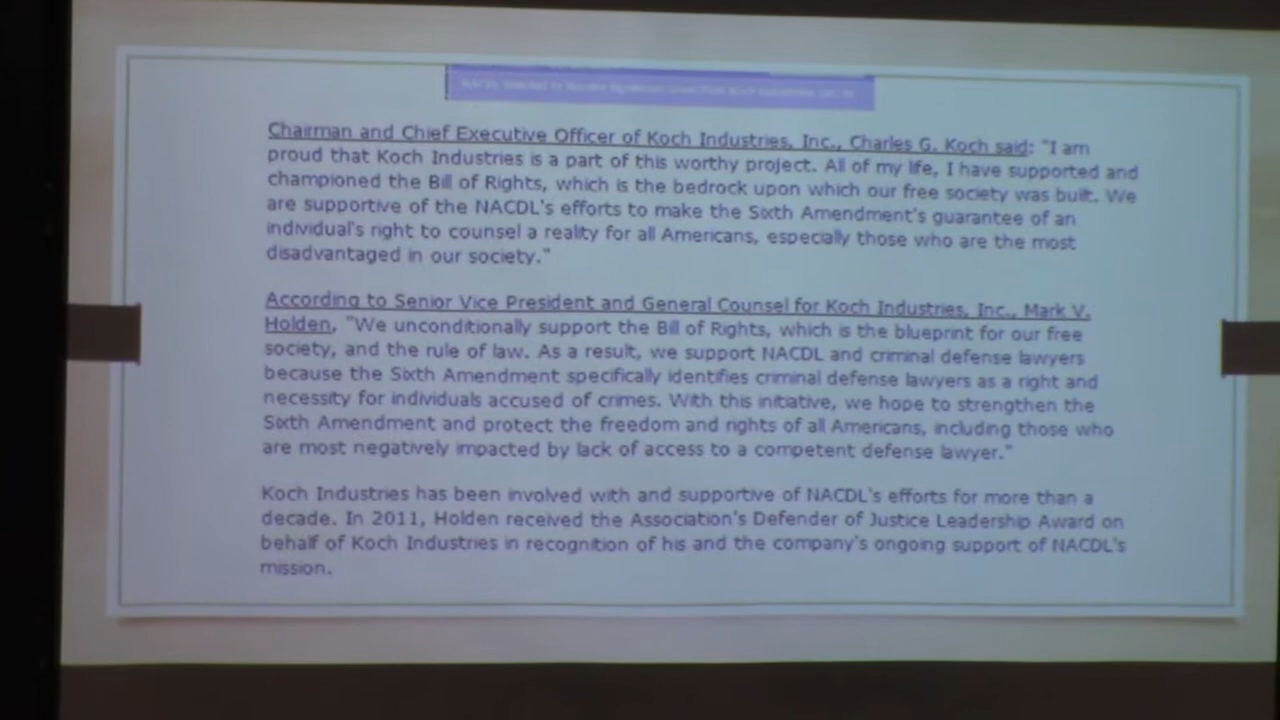 Chairman and Chief Executive Officer of Koch Industries, Inc., Charles G. Koch said: "I am
proud that Koch Industries is a part of this worthy project. All of my life, I have supported and
championed the Bill of Rights, which is the bedrock upon which our free society was built. We
are supportive of the NACDL's efforts to make the Sixth Amendment's guarantee of an
individual's right to counsel a reality for all Americans, especially those who are the most
disadvantaged in our society."
According to Senior Vice President and General Counsel for Koch Industries, Inc., Mark V.
Holden, "We unconditionally support the Bill of Rights, which is the blueprint for our free
society, and the rule of law. As a result, we support NACDL and criminal defense lawyers
because the Sixth Amendment specifically identifies criminal defense lawyers as a right and
necessity for individuals accused of crimes. With this initiative, we hope to strengthen the
Sixth Amendment and protect the freedom and rights of all Americans, including those who
are most negatively impacted by lack of access to a competent defense lawyer."
Koch Industries has been involved with and supportive of NACDL's efforts for more than a
decade. In 2011, Holden received the Association's Defender of Justice Leadership Award on
behalf of Koch Industries in recognition of his and the company's ongoing support of NACDL's
mission.